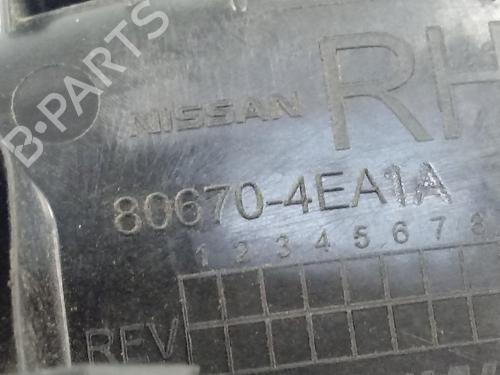 B-PARTS
NISSAN RH
80670-4EA1A
1 2 3 4 5 6 7 8
REV